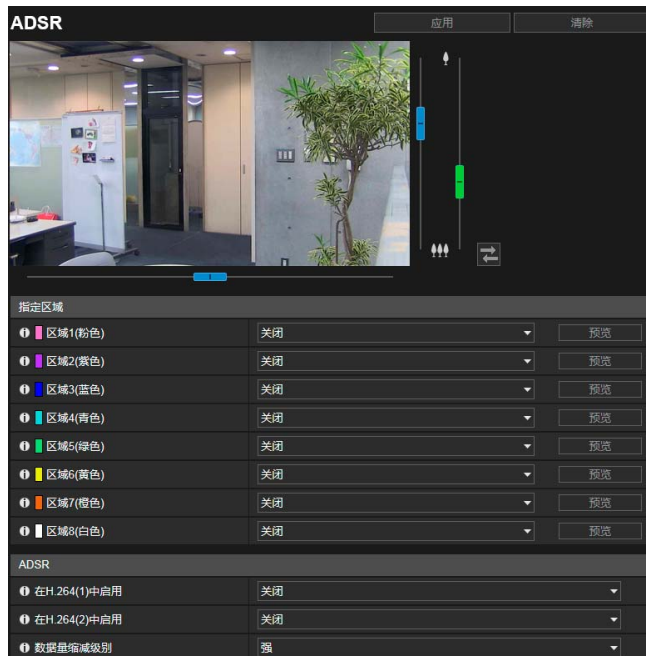 ADSR 应用 清除
指定区域
区域1(粉色) 关闭 预览
区域2(紫色) 关闭 预览
区域3(蓝色) 关闭 预览
区域4(青色) 关闭 预览
区域5(绿色) 关闭 预览
区域6(黄色) 关闭 预览
区域7(橙色) 关闭 预览
区域8(白色) 关闭 预览
ADSR
在H.264(1)中启用 关闭
在H.264(2)中启用 关闭
数据量缩减级别 强